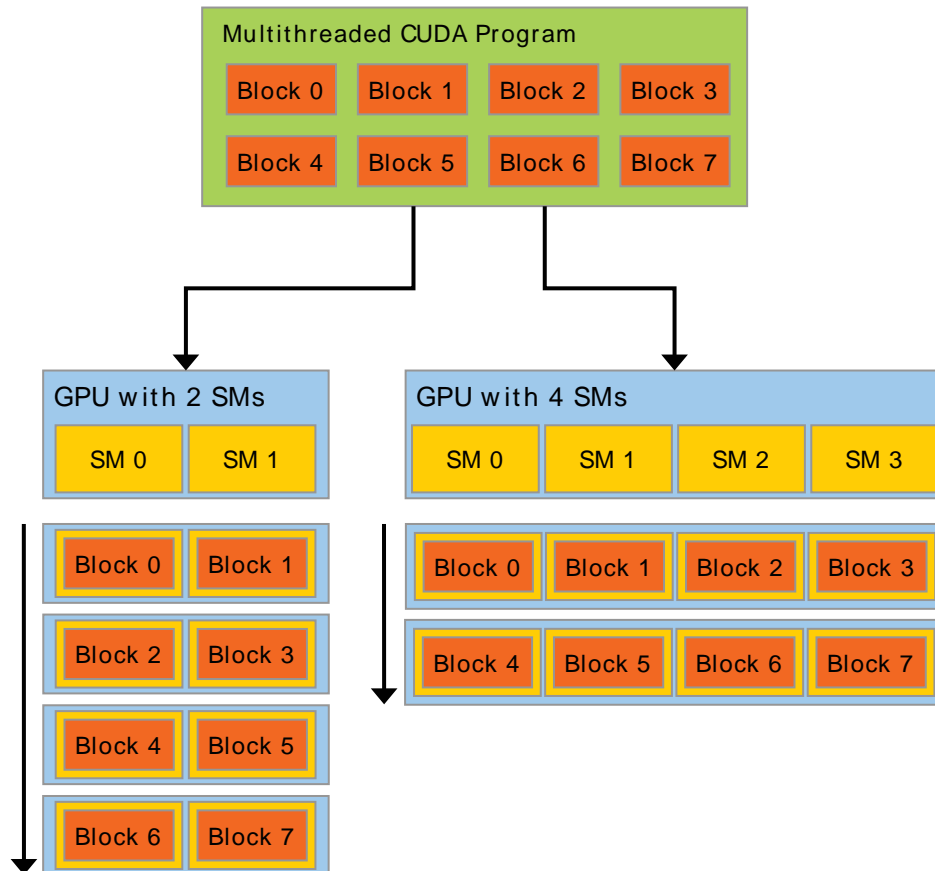 Multithreaded CUDA Program
Block 0 Block 1 Block 2 Block 3
Block 4 Block 5 Block 6 Block 7
GPU with 2 SMs
SM 0 SM 1
Block 0 Block 1
Block 2 Block 3
Block 4 Block 5
Block 6 Block 7
GPU with 4 SMs
SM 0 SM 1 SM 2 SM 3
Block 0 Block 1 Block 2 Block 3
Block 4 Block 5 Block 6 Block 7